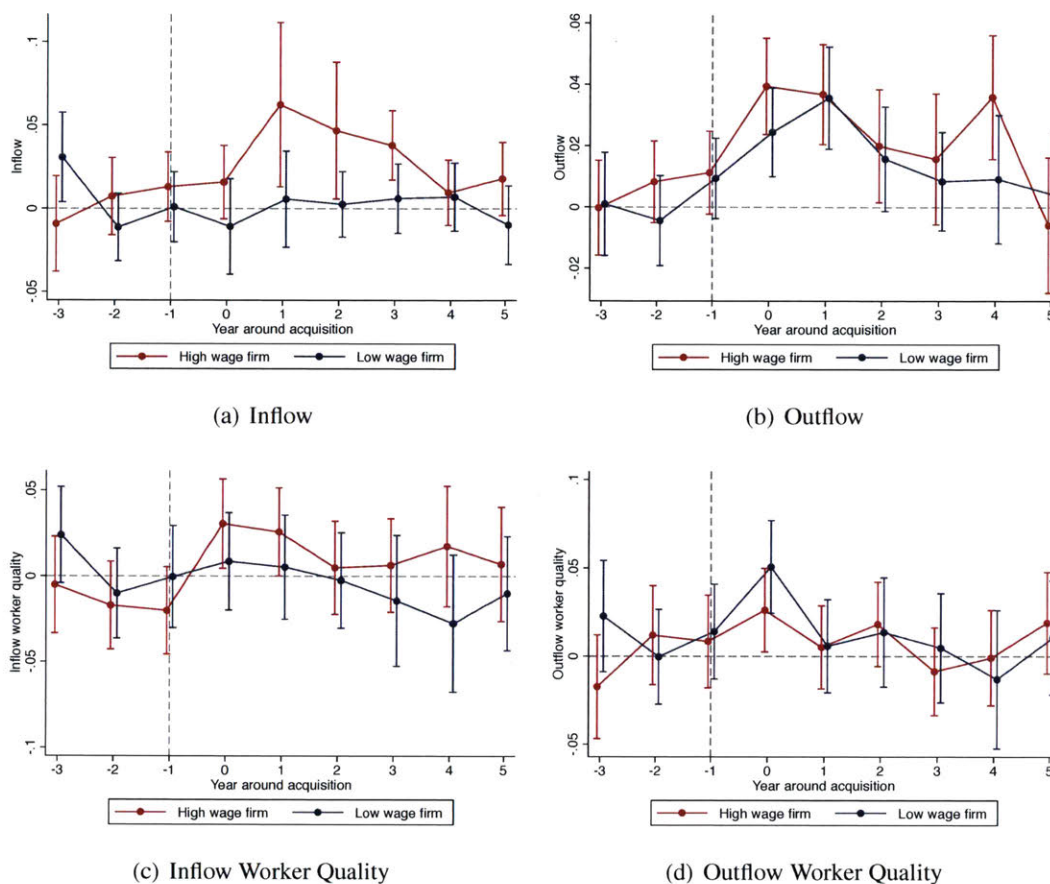 Inflow
.1
.05
0
-.05
-3 -2 -1 0 1 2 3 4 5
Year around acquisition
High wage firm Low wage firm
(a) Inflow
Outflow
.06
.04
.02
0
-.02
-3 -2 -1 0 1 2 3 4 5
Year around acquisition
High wage firm Low wage firm
(b) Outflow
Inflow worker quality
.05
0
-.05
-.1
-3 -2 -1 0 1 2 3 4 5
Year around acquisition
High wage firm Low wage firm
(c) Inflow Worker Quality
Outflow worker quality
.1
.05
0
-.05
-3 -2 -1 0 1 2 3 4 5
Year around acquisition
High wage firm Low wage firm
(d) Outflow Worker Quality